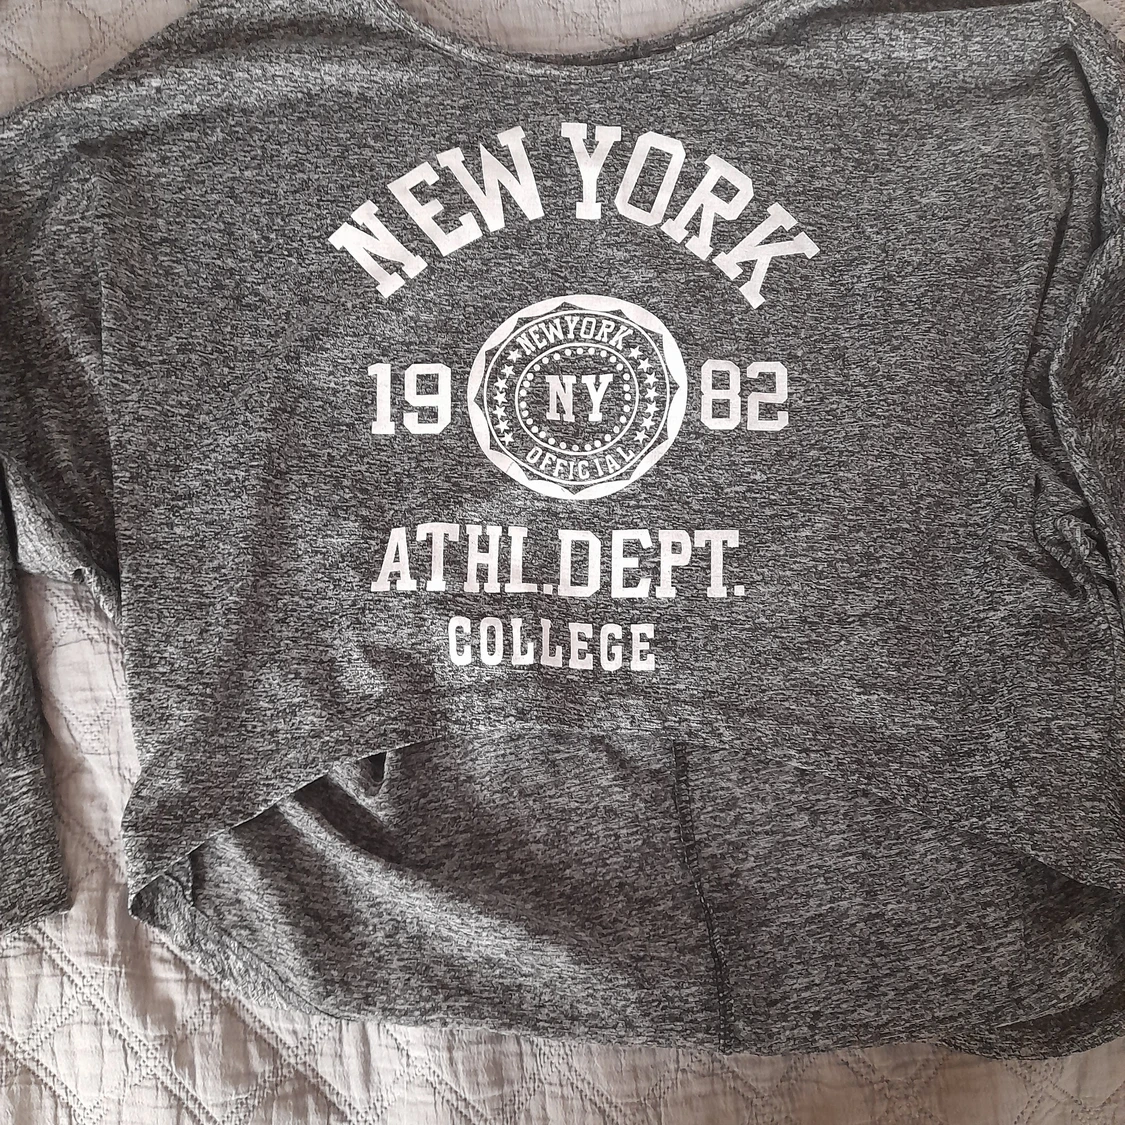 NEW YORK
NEWYORK
19 NY 82
OFFICIAL
ATHL.DEPT.
COLLEGE